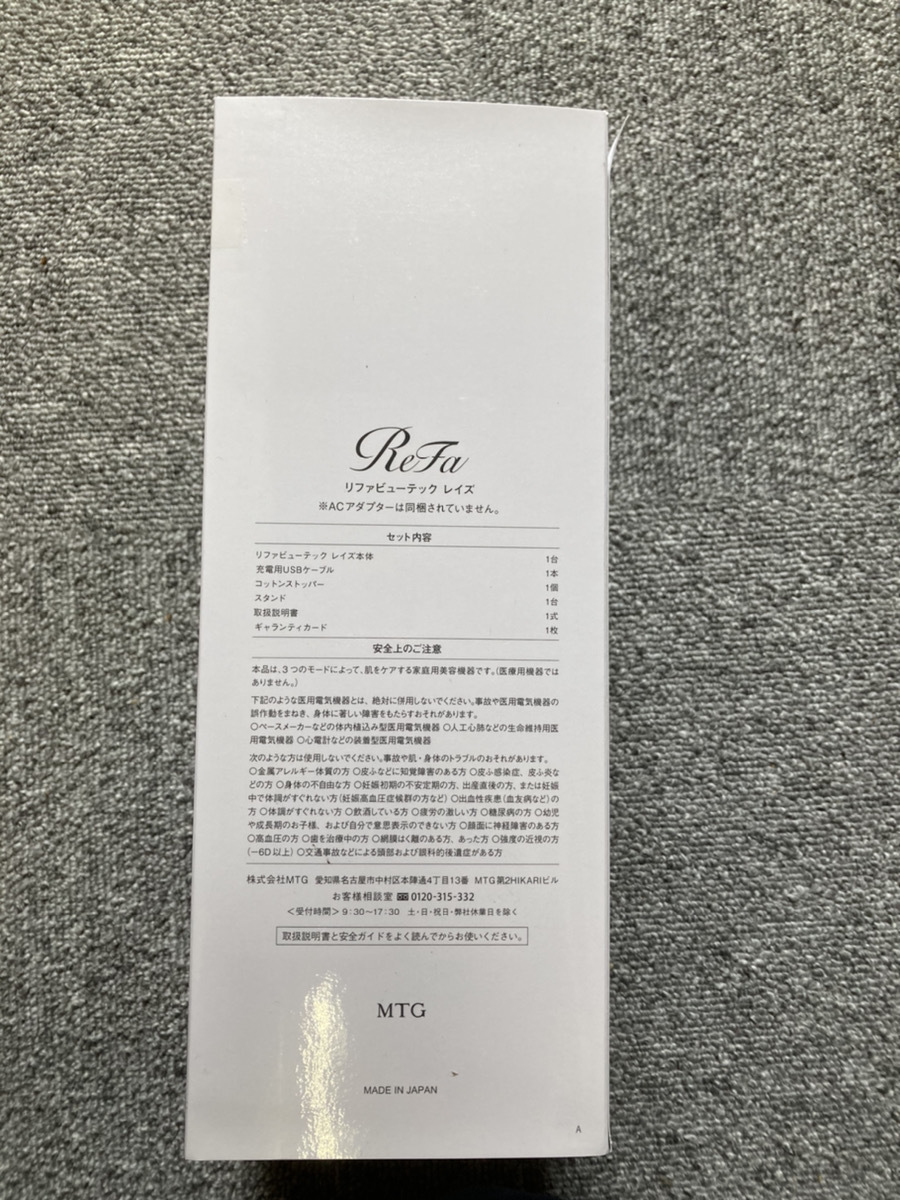 ReFa
リファビューテック レイズ
※ACアダプターは同梱されていません。
セット内容
リファビューテック レイズ本体 1台
充電用USBケーブル 1本
コットンストッパー 1個
スタンド 1台
取扱説明書 1式
ギャランティカード 1枚
安全上のご注意
本品は、3つのモードによって、肌をケアする家庭用美容機器です。(医療用機器では
ありません。)
下記のような医用電気機器とは、絶対に併用しないでください。事故や医用電気機器の
誤作動をまねき、身体に著しい障害をもたらすおそれがあります。
○ペースメーカーなどの体内植込み型医用電気機器 ○人工心肺などの生命維持用医
用電気機器 ○心電計などの装着型医用電気機器
次のような方は使用しないでください。事故や肌・身体のトラブルのおそれがあります。
○金属アレルギー体質の方 ○皮ふなどに知覚障害のある方 ○皮ふ感染症、皮ふ炎な
どの方 ○身体の不自由な方 ○妊娠初期の不安定期の方、出産直後の方、または妊娠
中で体調がすぐれない方(妊娠高血圧症候群の方など) ○出血性疾患(血友病など)の
方 ○体調がすぐれない方 ○飲酒している方 ○疲労の激しい方 ○糖尿病の方 ○幼児
や成長期のお子様、および自分で意思表示のできない方 ○顔面に神経障害のある方
○高血圧の方 ○歯を治療中の方 ○網膜はく離のある方、あった方 ○強度の近視の方
(−6D以上) ○交通事故などによる頭部および眼科的後遺症がある方
株式会社MTG 愛知県名古屋市中村区本陣通4丁目13番 MTG第2HIKARIビル
お客様相談室 0120-315-332
<受付時間> 9:30〜17:30 土・日・祝日・弊社休業日を除く
取扱説明書と安全ガイドをよく読んでからお使いください。
MTG
MADE IN JAPAN
A